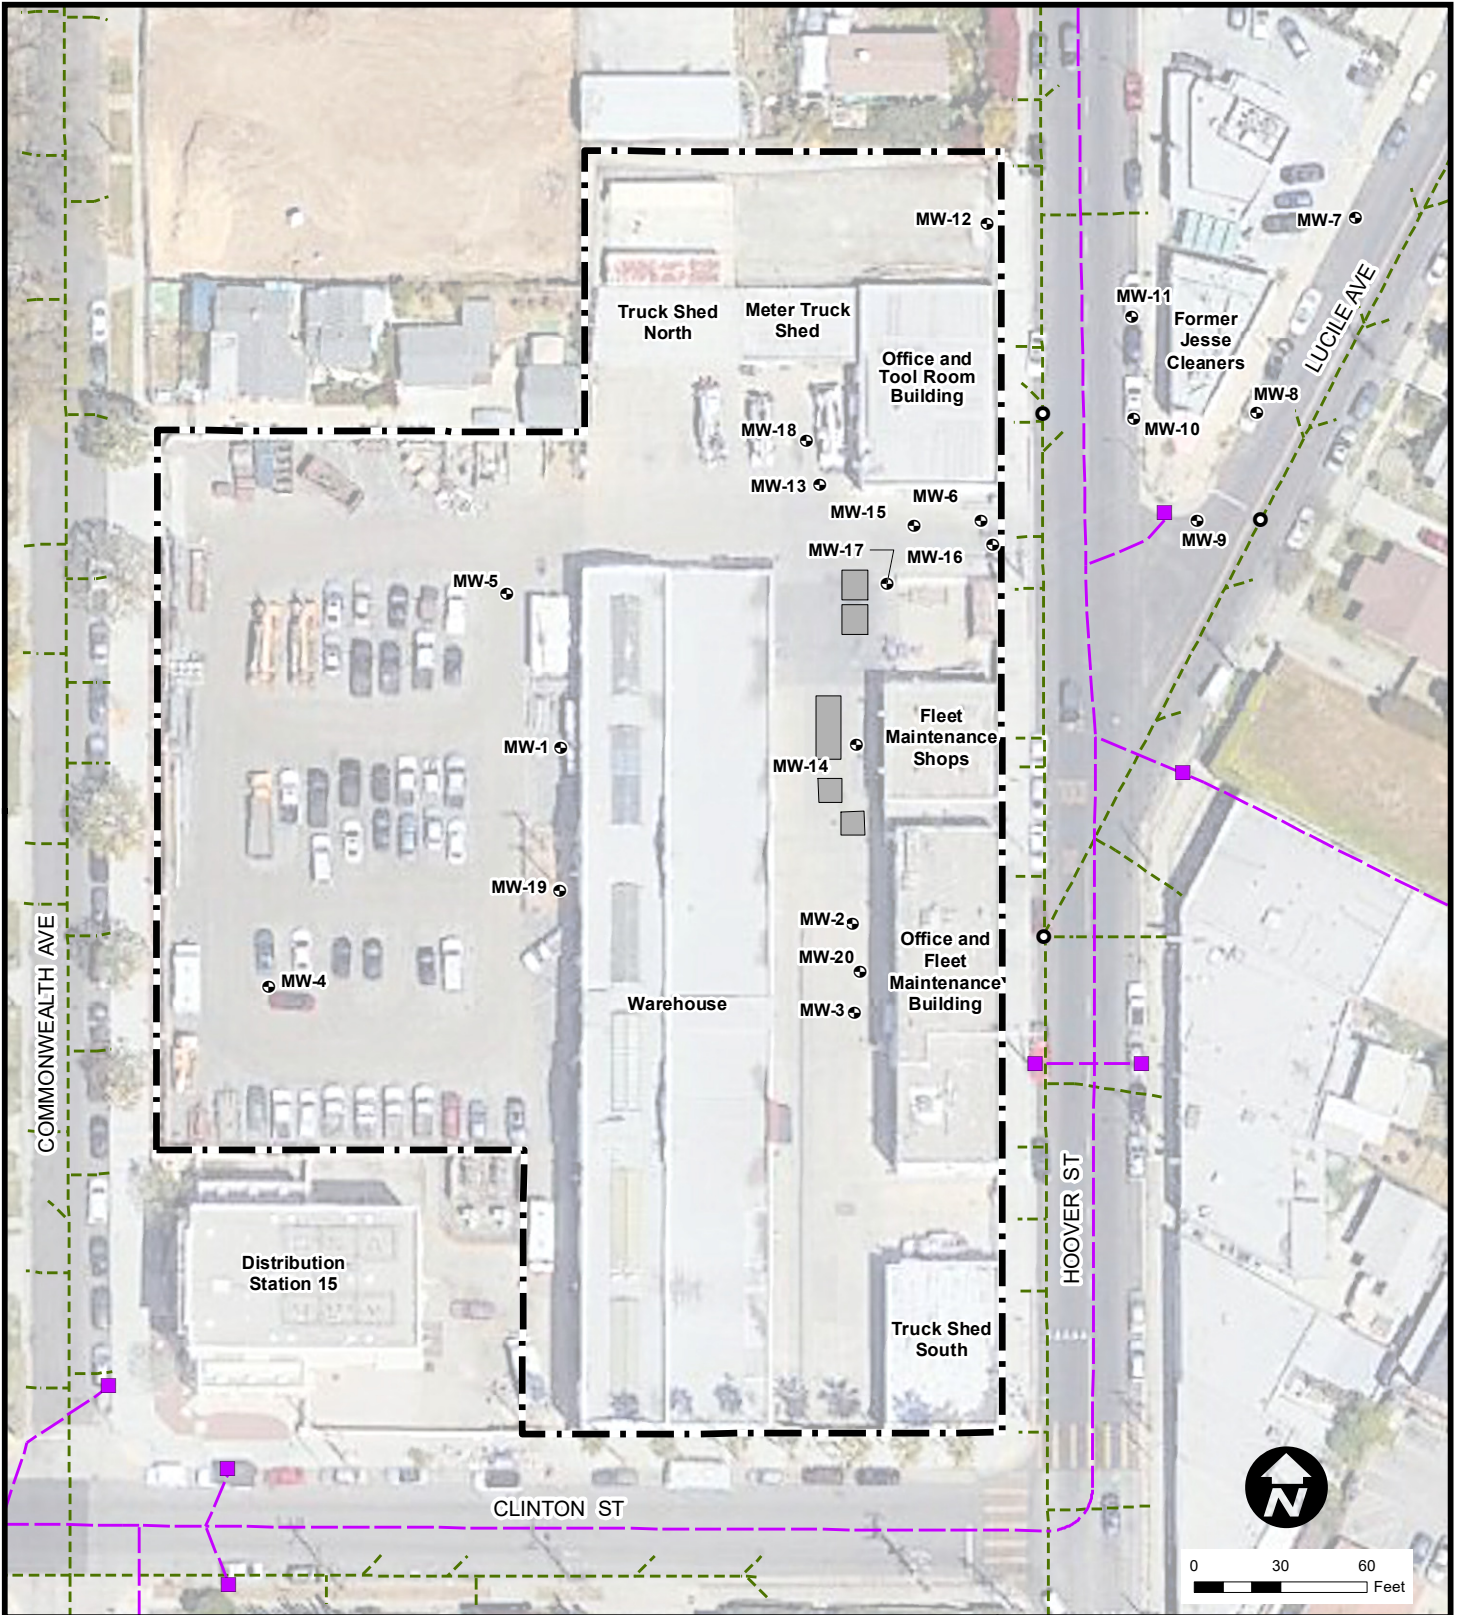 MW-12
MW-7
MW-11
Truck Shed
North
Meter Truck
Shed
Former
Jesse
Cleaners
LUCILE AVE
Office and
Tool Room
Building
MW-8
MW-18
MW-10
MW-13
MW-6
MW-15
MW-9
MW-17
MW-16
MW-5
Fleet
Maintenance
Shops
MW-1
MW-14
MW-19
MW-2
COMMONWEALTH AVE
Office and
Fleet
Maintenance
Building
MW-20
MW-4
Warehouse
MW-3
HOOVER ST
Distribution
Station 15
Truck Shed
South
CLINTON ST
N
0 30 60
Feet